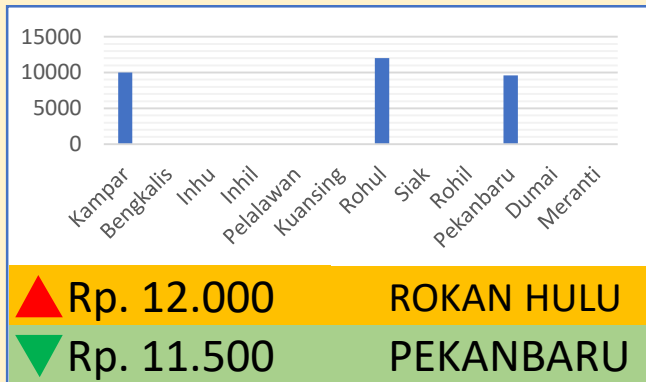 15000
10000
5000
0
Kampar
Bengkalis
Inhu
Inhil
Pelalawan
Kuansing
Rohul
Siak
Rohil
Pekanbaru
Dumai
Meranti
Rp. 12.000 ROKAN HULU
Rp. 11.500 PEKANBARU